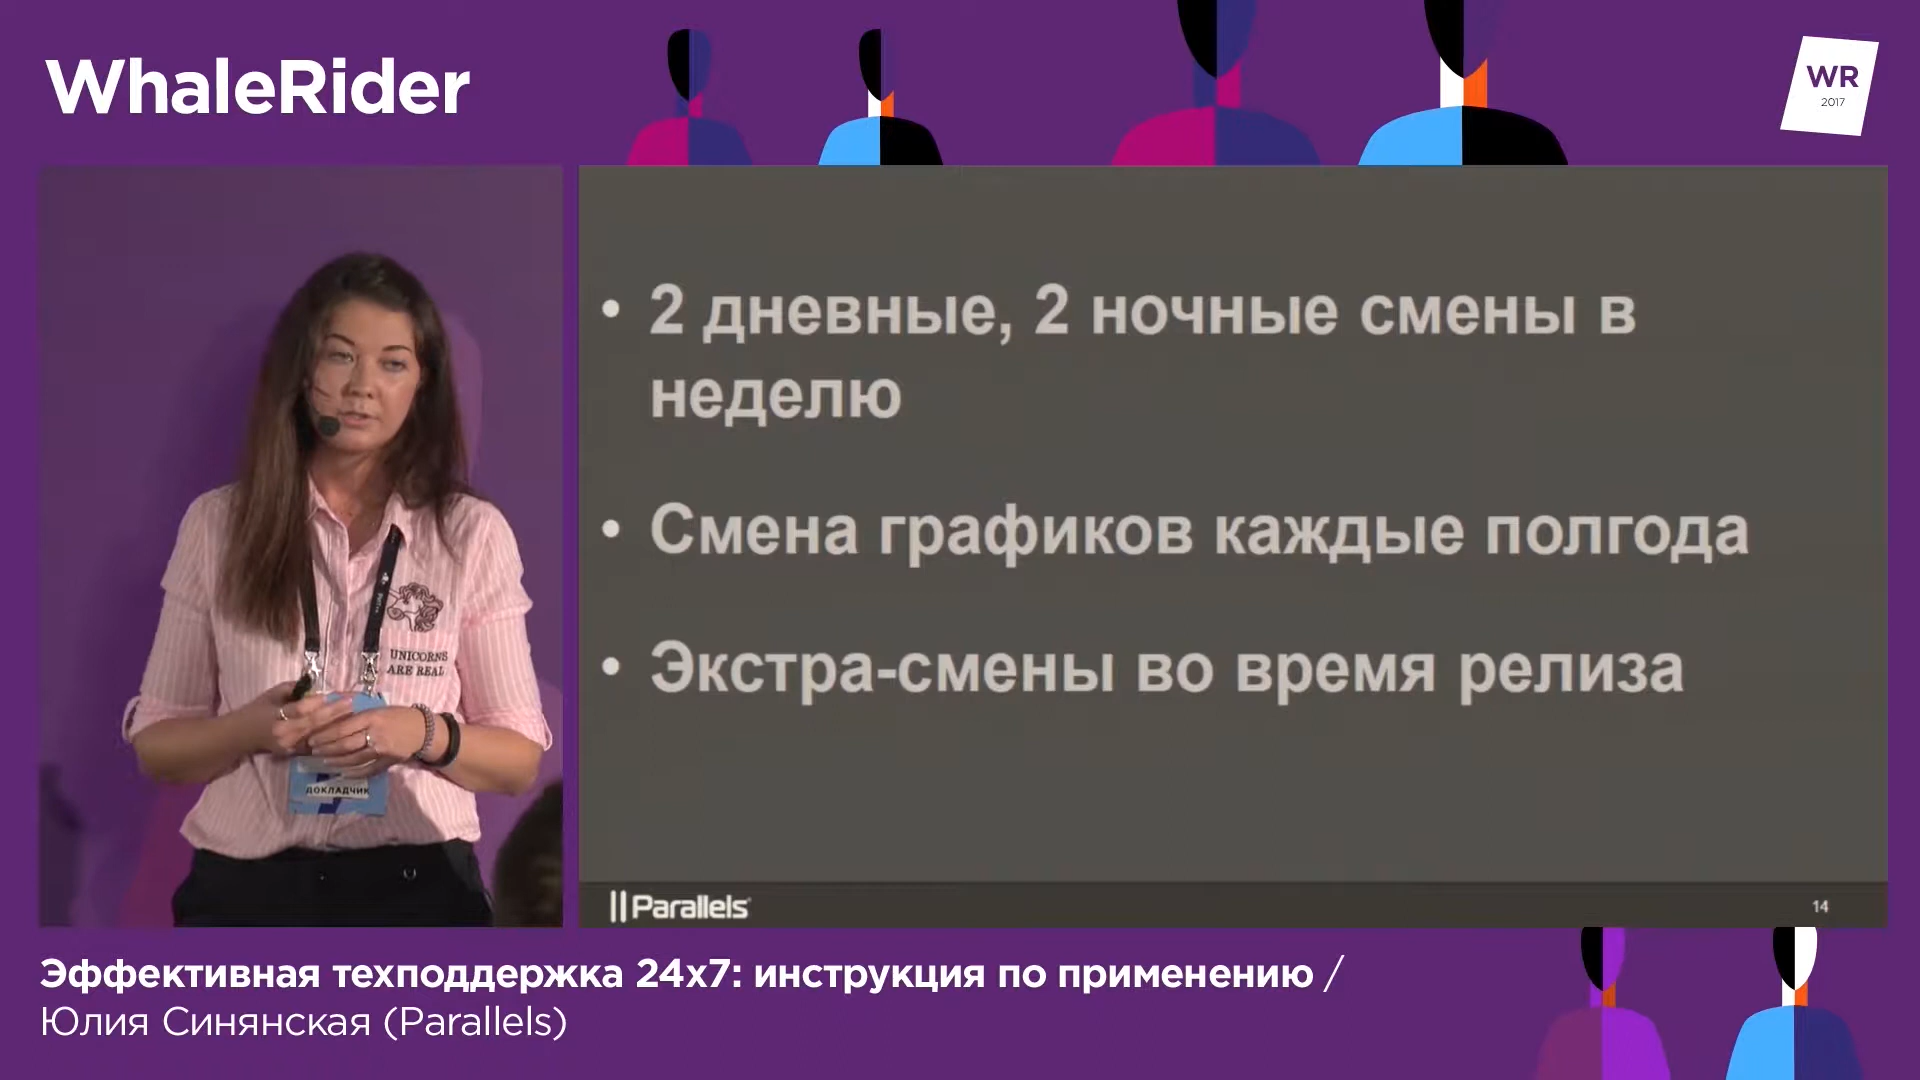 WhaleRider
WR
2017
• 2 дневные, 2 ночные смены в
неделю
• Смена графиков каждые полгода
• Экстра-смены во время релиза
UNICORNS
ARE REAL
ДОКЛАДЧИК
Parallels
14
Эффективная техподдержка 24x7: инструкция по применению /
Юлия Синянская (Parallels)